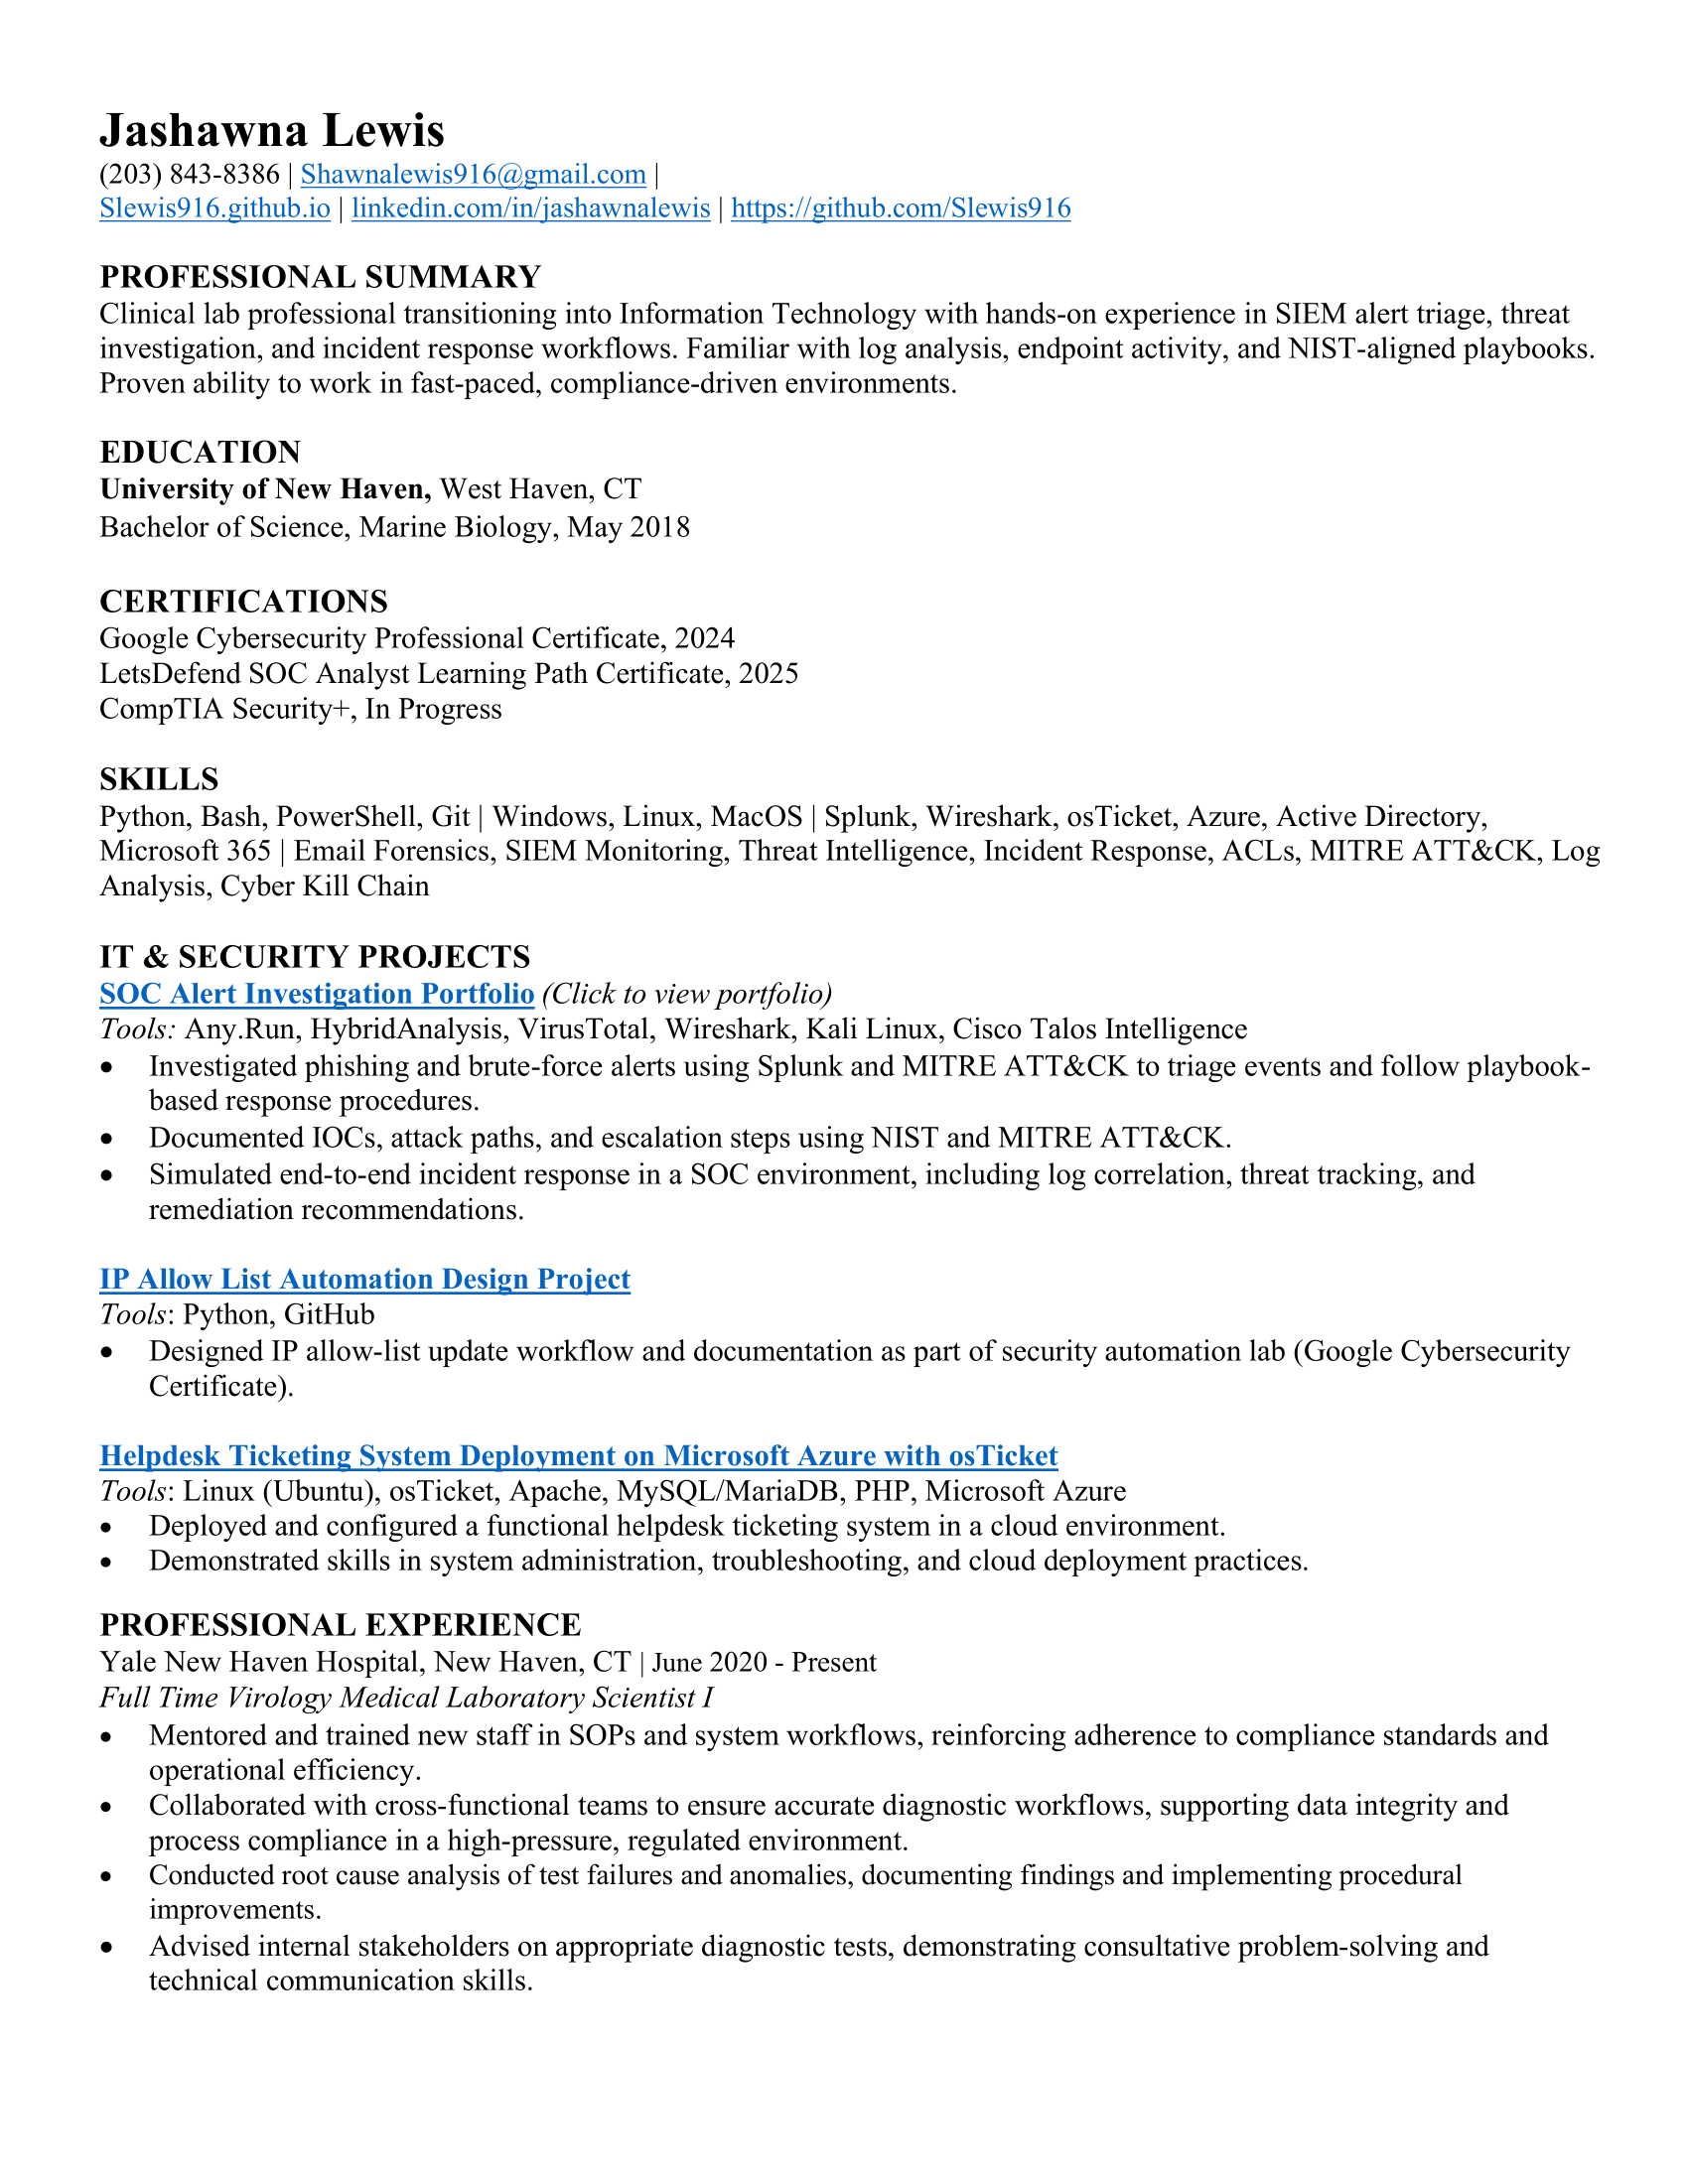 Jashawna Lewis
(203) 843-8386 | Shawnalewis916@gmail.com |
Slewis916.github.io | linkedin.com/in/jashawnalewis | https://github.com/Slewis916
PROFESSIONAL SUMMARY
Clinical lab professional transitioning into Information Technology with hands-on experience in SIEM alert triage, threat
investigation, and incident response workflows. Familiar with log analysis, endpoint activity, and NIST-aligned playbooks.
Proven ability to work in fast-paced, compliance-driven environments.
EDUCATION
University of New Haven, West Haven, CT
Bachelor of Science, Marine Biology, May 2018
CERTIFICATIONS
Google Cybersecurity Professional Certificate, 2024
LetsDefend SOC Analyst Learning Path Certificate, 2025
CompTIA Security+, In Progress
SKILLS
Python, Bash, PowerShell, Git | Windows, Linux, MacOS | Splunk, Wireshark, osTicket, Azure, Active Directory,
Microsoft 365 | Email Forensics, SIEM Monitoring, Threat Intelligence, Incident Response, ACLs, MITRE ATT&CK, Log
Analysis, Cyber Kill Chain
IT & SECURITY PROJECTS
SOC Alert Investigation Portfolio (Click to view portfolio)
Tools: Any.Run, HybridAnalysis, VirusTotal, Wireshark, Kali Linux, Cisco Talos Intelligence
• Investigated phishing and brute-force alerts using Splunk and MITRE ATT&CK to triage events and follow playbook-
based response procedures.
• Documented IOCs, attack paths, and escalation steps using NIST and MITRE ATT&CK.
• Simulated end-to-end incident response in a SOC environment, including log correlation, threat tracking, and
remediation recommendations.
IP Allow List Automation Design Project
Tools: Python, GitHub
• Designed IP allow-list update workflow and documentation as part of security automation lab (Google Cybersecurity
Certificate).
Helpdesk Ticketing System Deployment on Microsoft Azure with osTicket
Tools: Linux (Ubuntu), osTicket, Apache, MySQL/MariaDB, PHP, Microsoft Azure
• Deployed and configured a functional helpdesk ticketing system in a cloud environment.
• Demonstrated skills in system administration, troubleshooting, and cloud deployment practices.
PROFESSIONAL EXPERIENCE
Yale New Haven Hospital, New Haven, CT | June 2020 - Present
Full Time Virology Medical Laboratory Scientist I
• Mentored and trained new staff in SOPs and system workflows, reinforcing adherence to compliance standards and
operational efficiency.
• Collaborated with cross-functional teams to ensure accurate diagnostic workflows, supporting data integrity and
process compliance in a high-pressure, regulated environment.
• Conducted root cause analysis of test failures and anomalies, documenting findings and implementing procedural
improvements.
• Advised internal stakeholders on appropriate diagnostic tests, demonstrating consultative problem-solving and
technical communication skills.